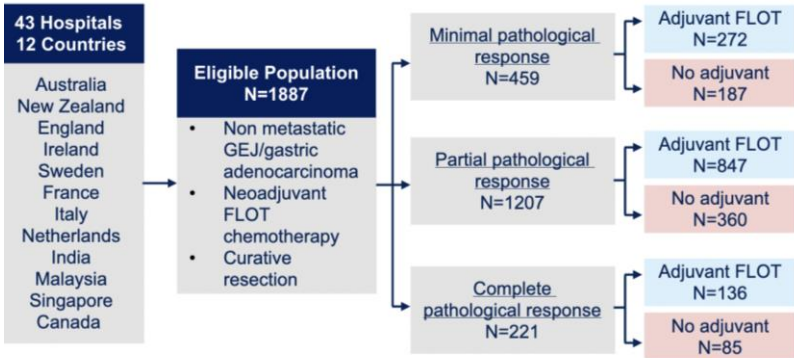 43 Hospitals
12 Countries
Australia
New Zealand
England
Ireland
Sweden
France
Italy
Netherlands
India
Malaysia
Singapore
Canada
Eligible Population
N=1887
• Non metastatic
GEJ/gastric
adenocarcinoma
• Neoadjuvant
FLOT
chemotherapy
• Curative
resection
Minimal pathological
response
N=459
Adjuvant FLOT
N=272
No adjuvant
N=187
Partial pathological
response
N=1207
Adjuvant FLOT
N=847
No adjuvant
N=360
Complete
pathological response
N=221
Adjuvant FLOT
N=136
No adjuvant
N=85